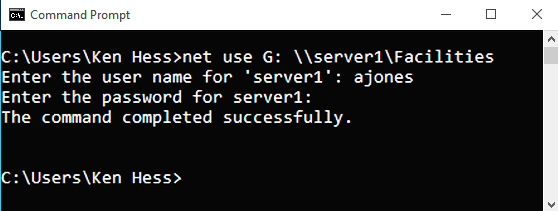 Command Prompt
C:\Users\Ken Hess>net use G: \\server1\Facilities
Enter the user name for 'server1': ajones
Enter the password for server1:
The command completed successfully.
C:\Users\Ken Hess>